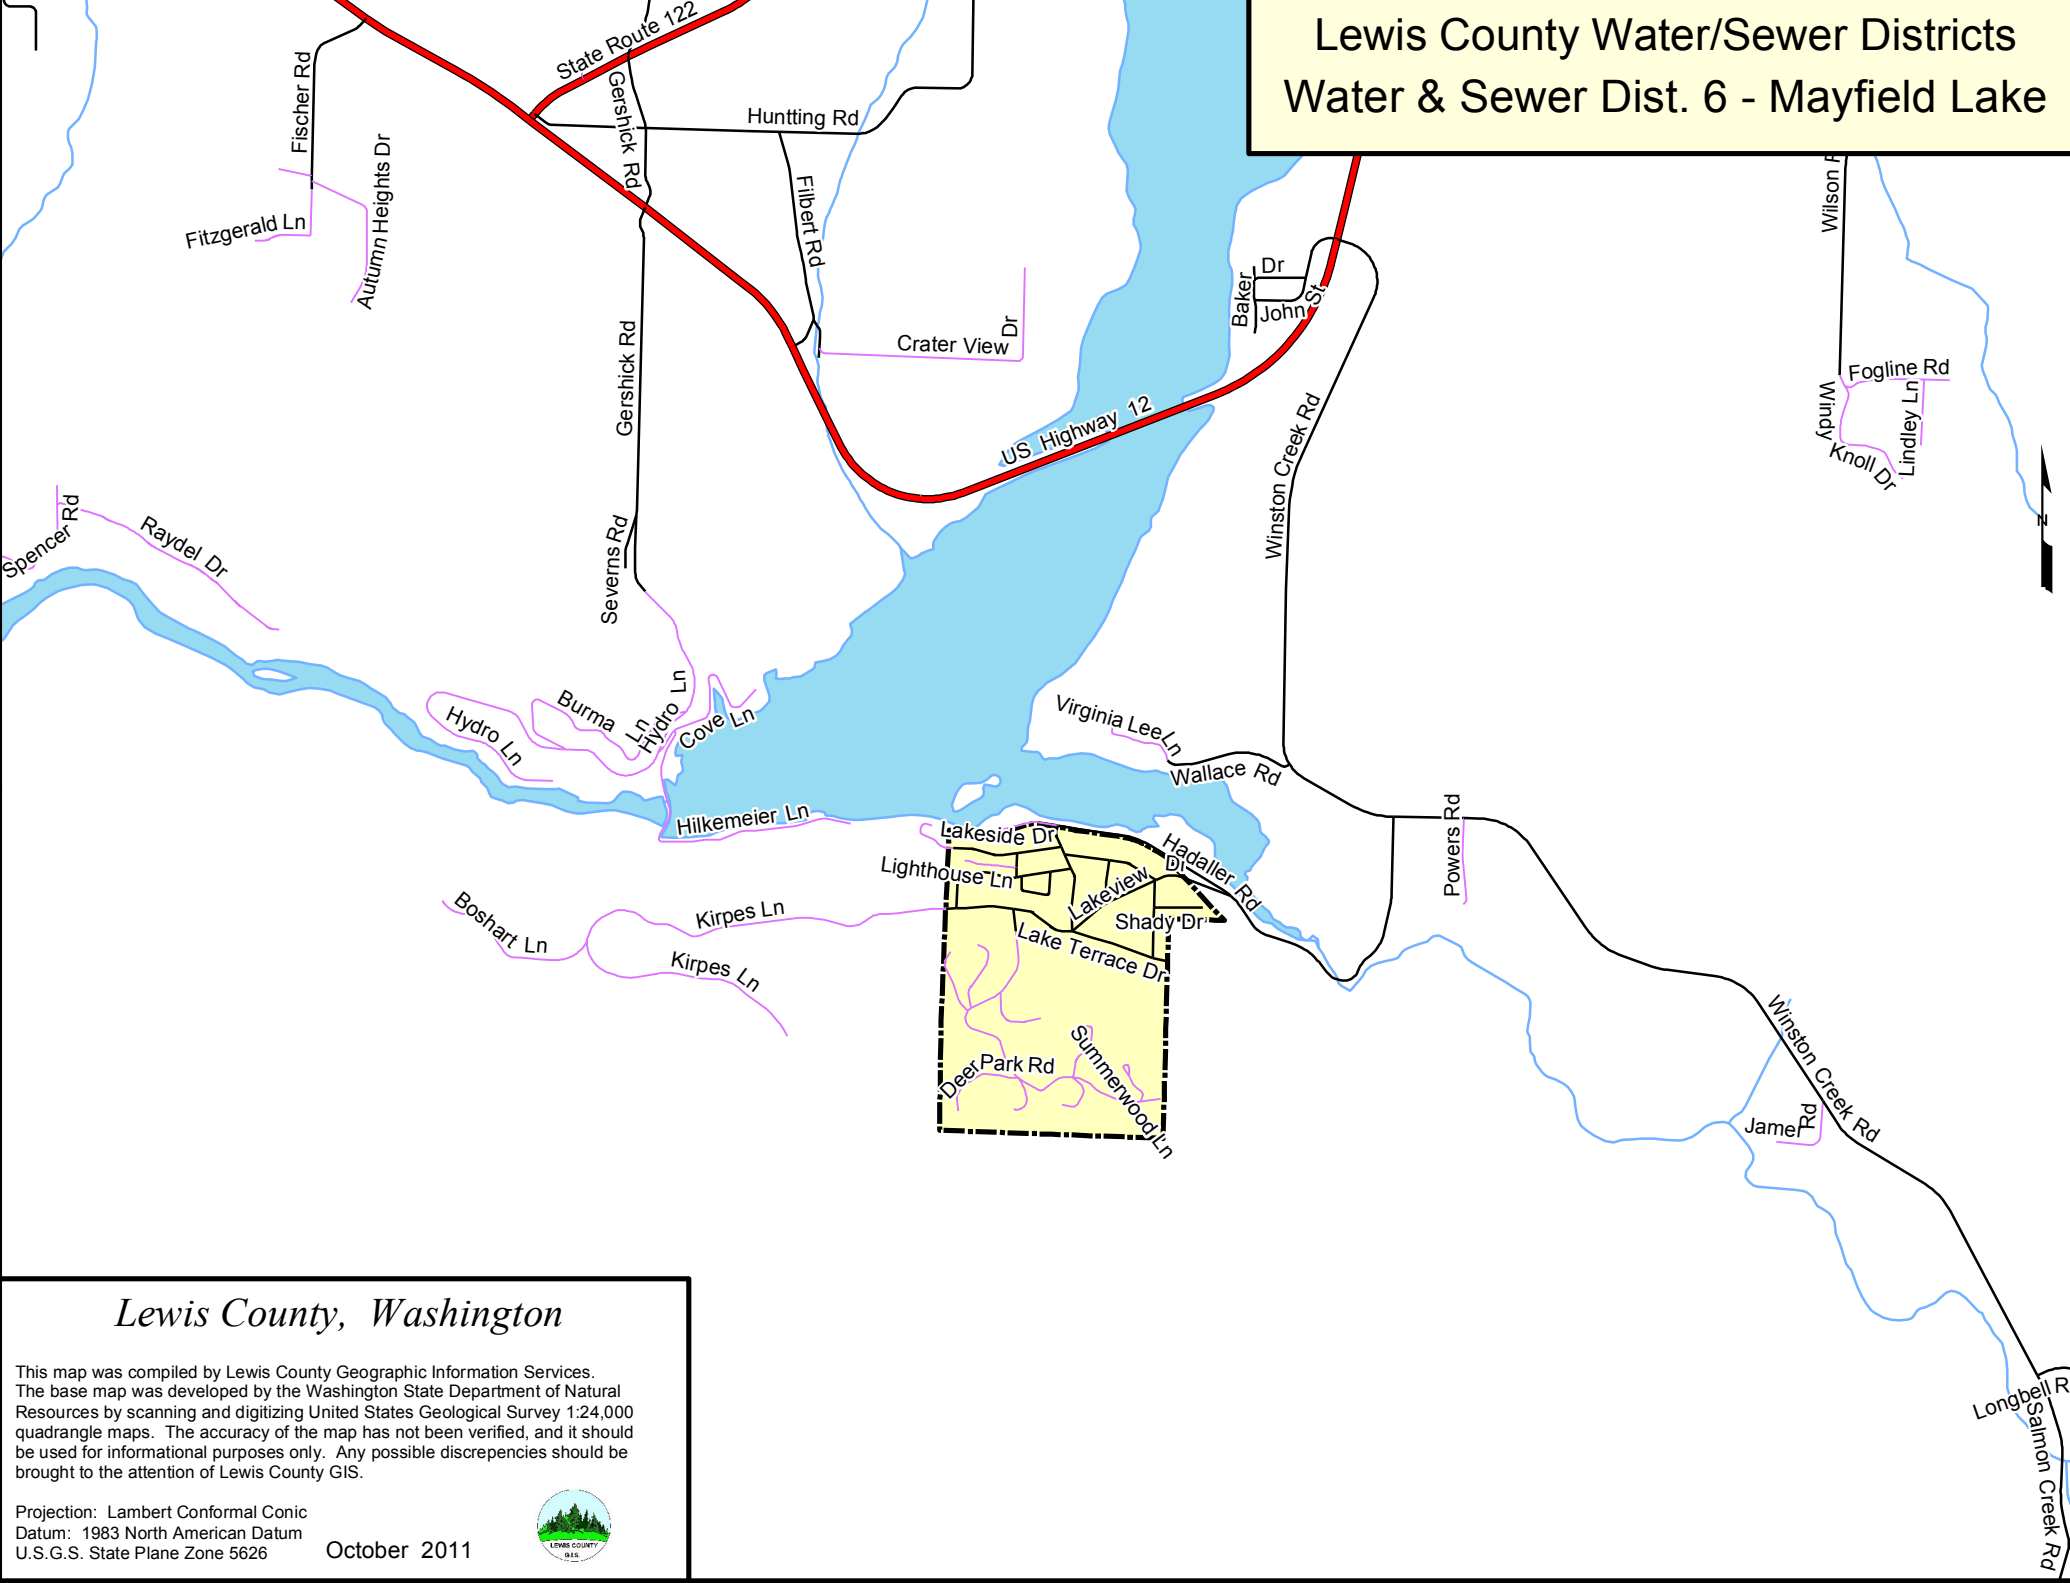 Lewis County Water/Sewer Districts
Water & Sewer Dist. 6 - Mayfield Lake
State Route 122
Fischer Rd
Gershick Rd
Huntting Rd
Autumn Heights Dr
Fitzgerald Ln
Filbert Rd
Wilson
Baker
Dr
John St
Crater View Dr
Gershick Rd
Fogline Rd
Windy Knoll Dr
Lindley Ln
US Highway 12
Winston Creek Rd
N
Spencer Rd
Raydel Dr
Severns Rd
Burma Ln
Hydro Ln
Hydro Ln
Cove Ln
Virginia Lee Ln
Wallace Rd
Hilkemeier Ln
Lakeside Dr
Hadaller Rd
Powers Rd
Lighthouse Ln
Lakeview Dr
Shady Dr
Boshart Ln
Kirpes Ln
Kirpes Ln
Lake Terrace Dr
Deer Park Rd
Summerwood Ln
Winston Creek Rd
Rd
Longbell R
Salmon Creek Rd
Lewis County, Washington
This map was compiled by Lewis County Geographic Information Services.
The base map was developed by the Washington State Department of Natural
Resources by scanning and digitizing United States Geological Survey 1:24,000
quadrangle maps. The accuracy of the map has not been verified, and it should
be used for informational purposes only. Any possible discrepencies should be
brought to the attention of Lewis County GIS.
Projection: Lambert Conformal Conic
Datum: 1983 North American Datum
U.S.G.S. State Plane Zone 5626
October 2011
LEWIS COUNTY
G.I.S.